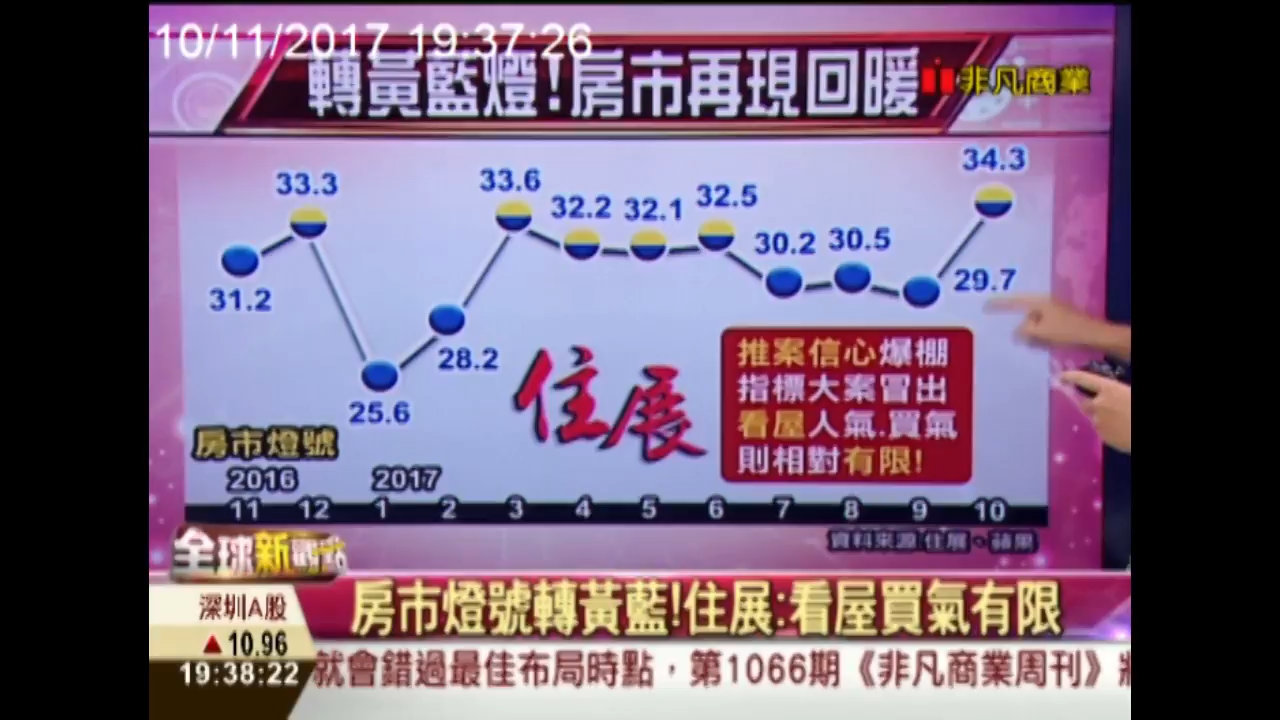 10/11/2017 19:37:26
轉黃藍燈!房市再現回暖
非凡商業
34.3
33.3
33.6
32.2
32.1
32.5
30.2
30.5
31.2
29.7
28.2
25.6
住展
推案信心爆棚
指標大案冒出
看屋人氣.買氣
則相對有限!
房市燈號
2016 2017
11 12 1 2 3 4 5 6 7 8 9 10
資料來源:住展、蘋果
全球新觀點
房市燈號轉黃藍!住展:看屋買氣有限
深圳A股
▲10.96
19:38:22
就會錯過最佳布局時點，第1066期《非凡商業周刊》